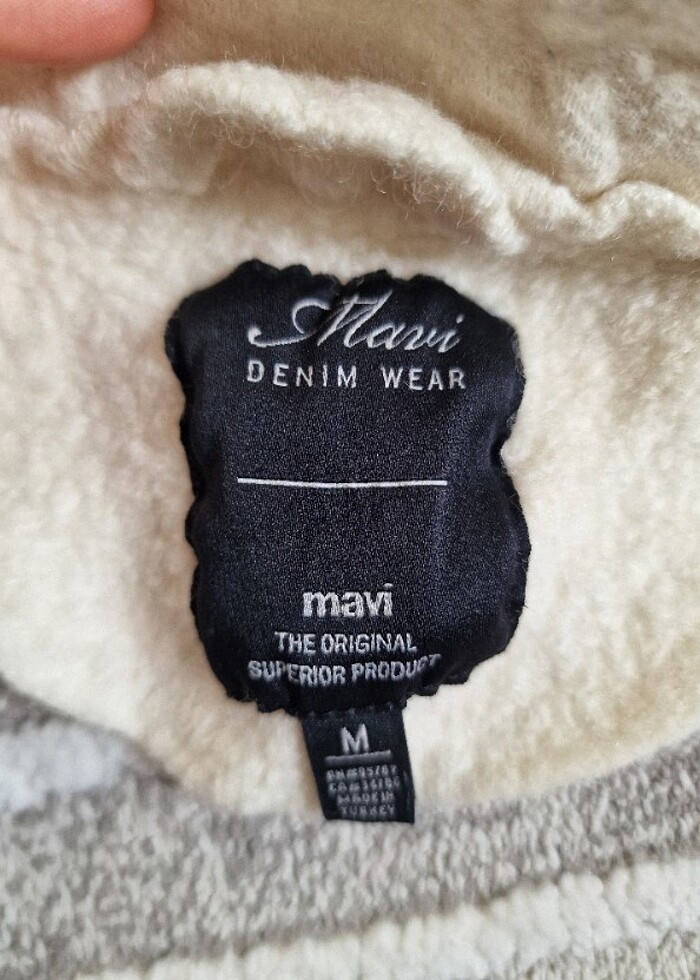 Mavi
DENIM WEAR
mavi
THE ORIGINAL
SUPERIOR PRODUCT
M
MADE IN
TURKEY